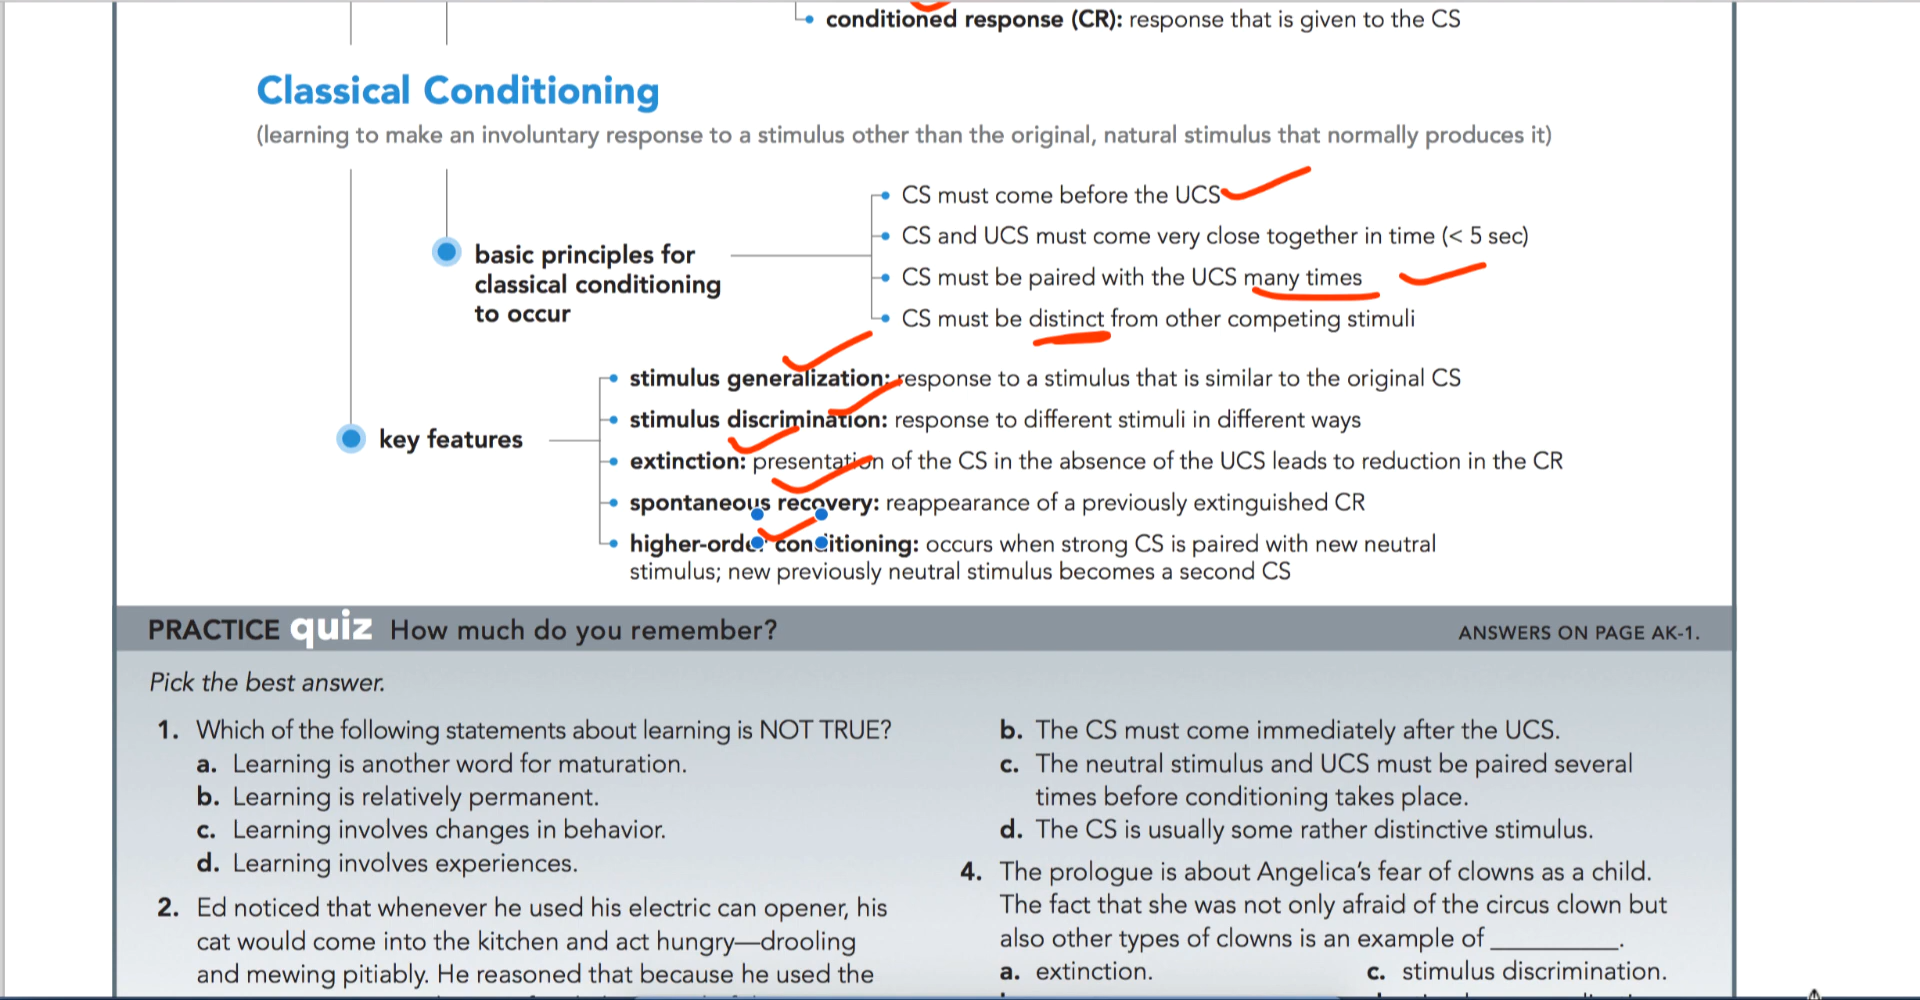 conditioned response (CR): response that is given to the CS
Classical Conditioning
(learning to make an involuntary response to a stimulus other than the original, natural stimulus that normally produces it)
basic principles for
classical conditioning
to occur
CS must come before the UCS
CS and UCS must come very close together in time (< 5 sec)
CS must be paired with the UCS many times
CS must be distinct from other competing stimuli
key features
stimulus generalization: response to a stimulus that is similar to the original CS
stimulus discrimination: response to different stimuli in different ways
extinction: presentation of the CS in the absence of the UCS leads to reduction in the CR
spontaneous recovery: reappearance of a previously extinguished CR
higher-order conditioning: occurs when strong CS is paired with new neutral
stimulus; new previously neutral stimulus becomes a second CS
PRACTICE quiz How much do you remember?
ANSWERS ON PAGE AK-1.
Pick the best answer.
1. Which of the following statements about learning is NOT TRUE?
a. Learning is another word for maturation.
b. Learning is relatively permanent.
c. Learning involves changes in behavior.
d. Learning involves experiences.
2. Ed noticed that whenever he used his electric can opener, his
cat would come into the kitchen and act hungry—drooling
and mewing pitiably. He reasoned that because he used the
b. The CS must come immediately after the UCS.
c. The neutral stimulus and UCS must be paired several
times before conditioning takes place.
d. The CS is usually some rather distinctive stimulus.
4. The prologue is about Angelica's fear of clowns as a child.
The fact that she was not only afraid of the circus clown but
also other types of clowns is an example of __________.
a. extinction.
c. stimulus discrimination.